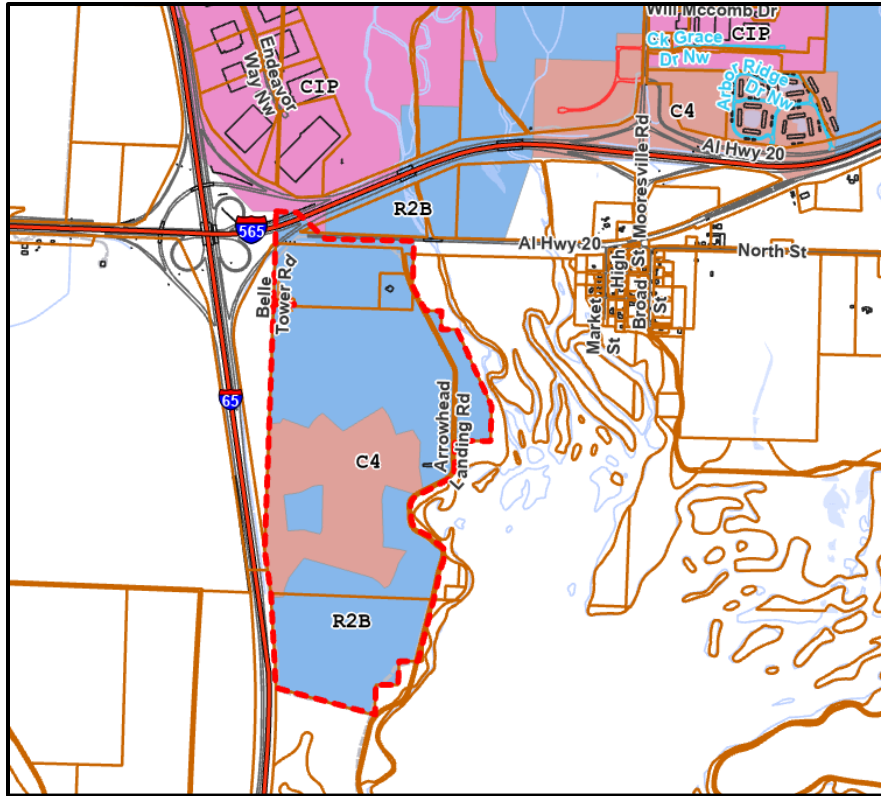 Will Mccomb Dr
CIP
Ck Grace
Dr Nw
Endeavor
Way Nw
CIP
Arbor Ridge
Dr Nw
C4
Al Hwy 20
Mooresville Rd
R2B
565
Al Hwy 20
North St
Belle
Tower Rd
Market
St
High
St
Broad
St
65
Arrowhead
Landing Rd
C4
R2B